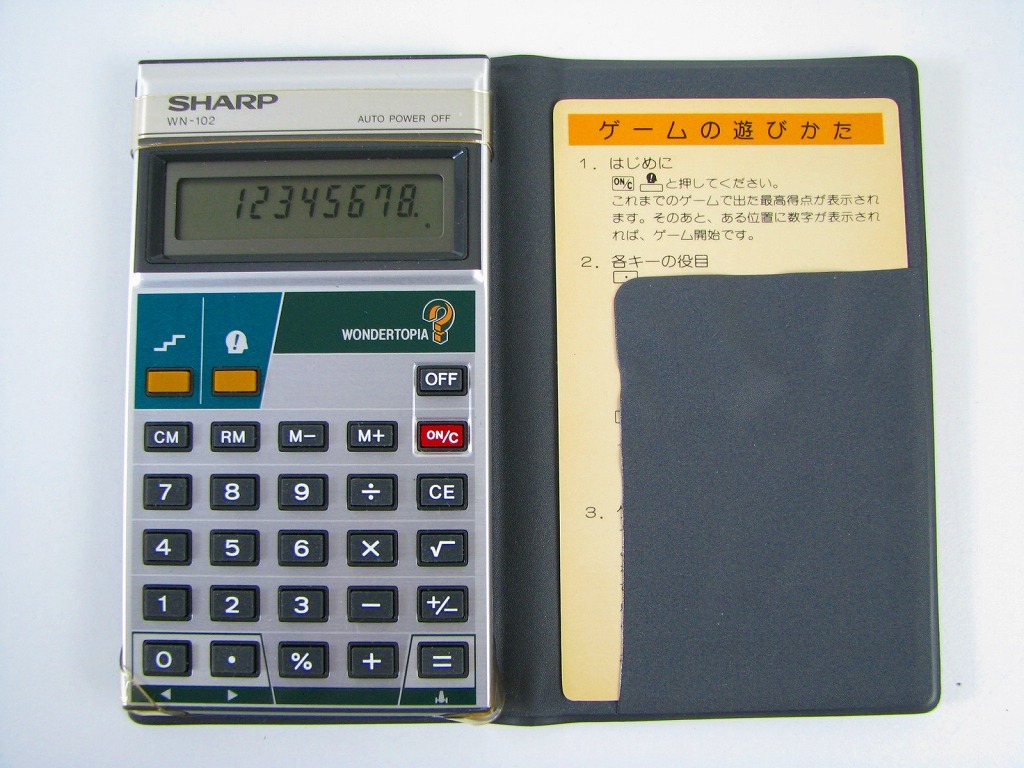 SHARP
WN-102
AUTO POWER OFF
12345678.
WONDERTOPIA
OFF
CM RM M− M+ ON/C
7 8 9 ÷ CE
4 5 6 × √
1 2 3 − +/−
0 • % + =
ゲームの遊びかた
1. はじめに
ON/C と押してください。
これまでのゲームで出た最高得点が表示され
ます。そのあと、ある位置に数字が表示され
れば、ゲーム開始です。
2. 各キーの役目
3.